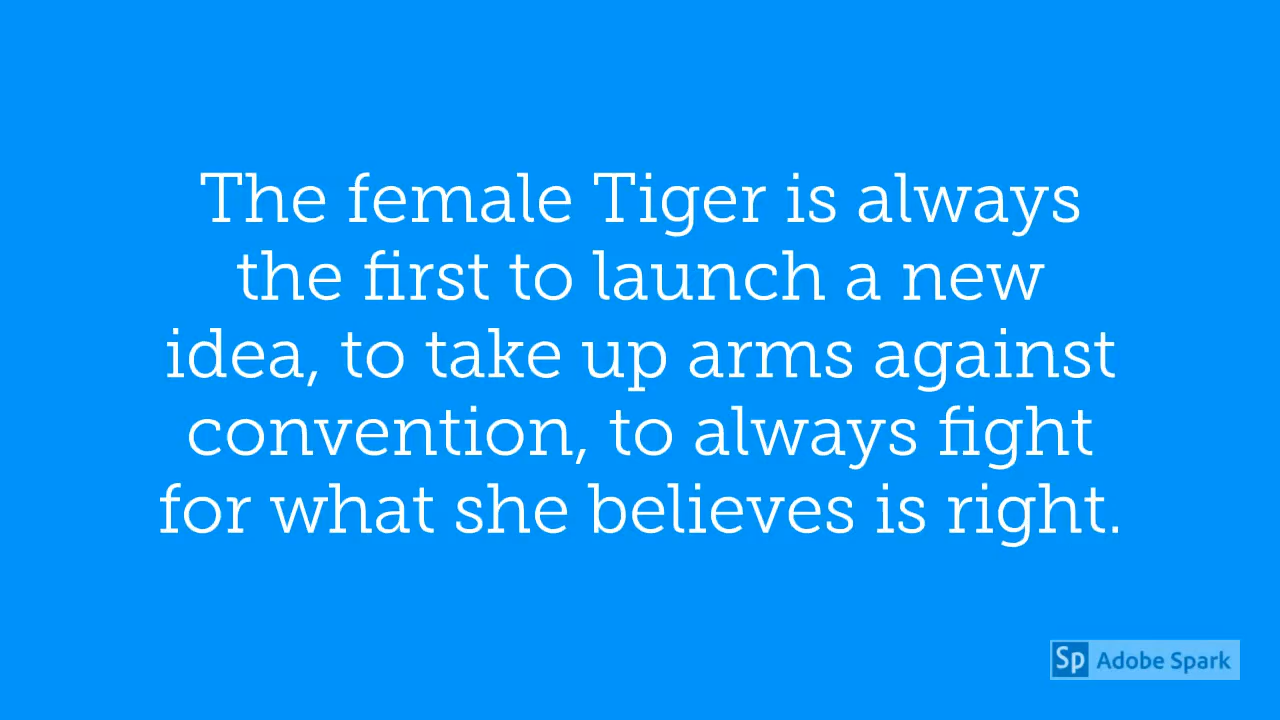 The female Tiger is always
the first to launch a new
idea, to take up arms against
convention, to always fight
for what she believes is right.
Sp Adobe Spark